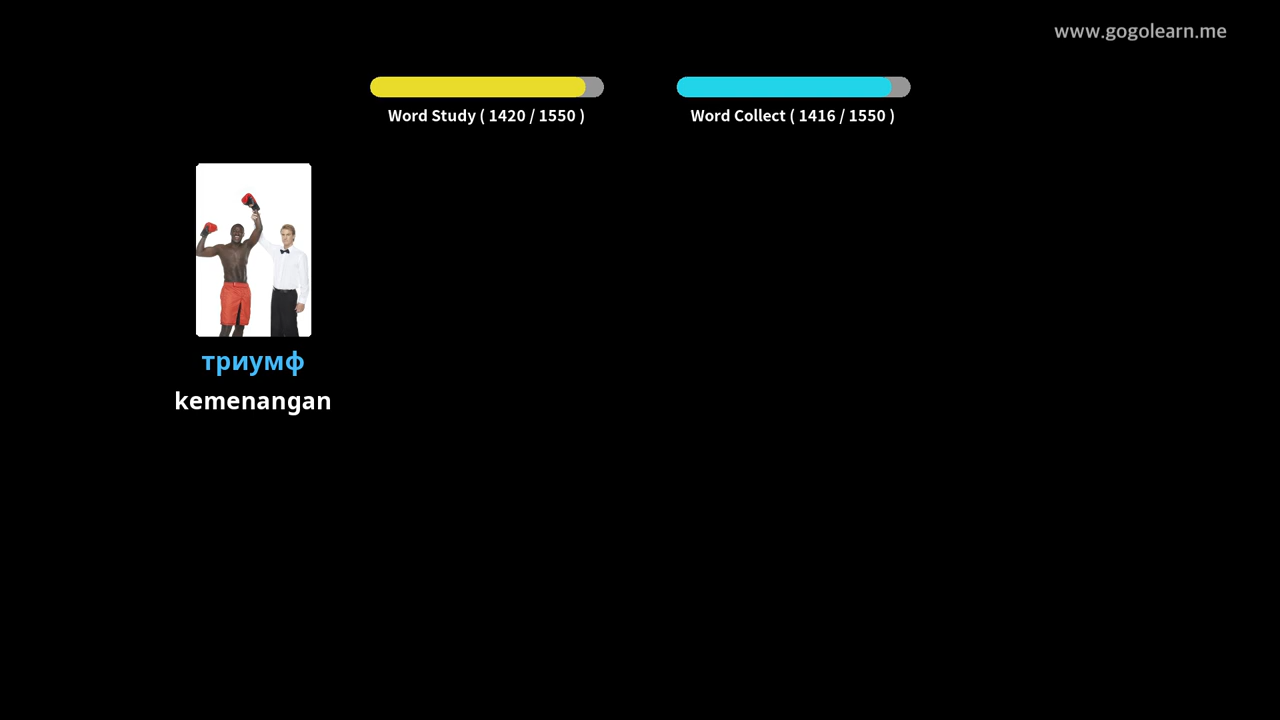 www.gogolearn.me
Word Study ( 1420 / 1550 )
Word Collect ( 1416 / 1550 )
триумф
kemenangan